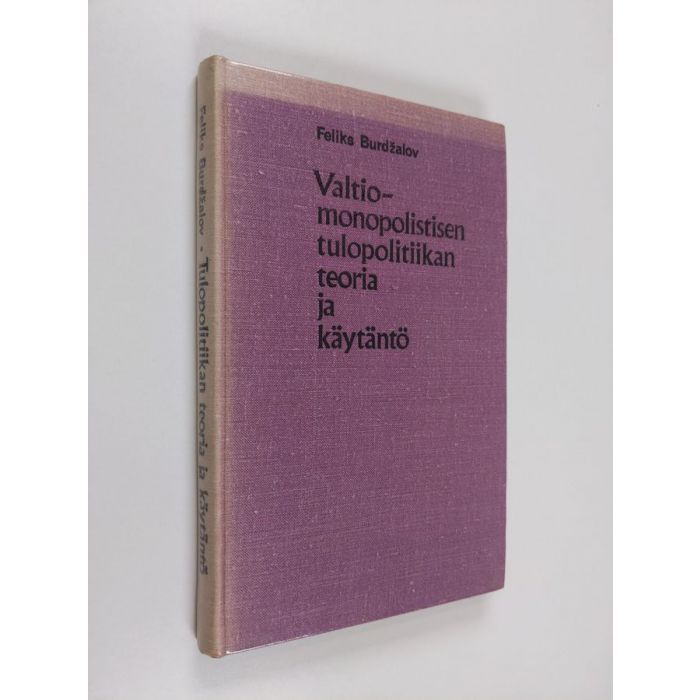 Feliks Burdžalov
Valtio-
monopolistisen
tulopolitiikan
teoria
ja
käytäntö
Feliks Burdžalov - Tulopolitiikan teoria ja käytäntö